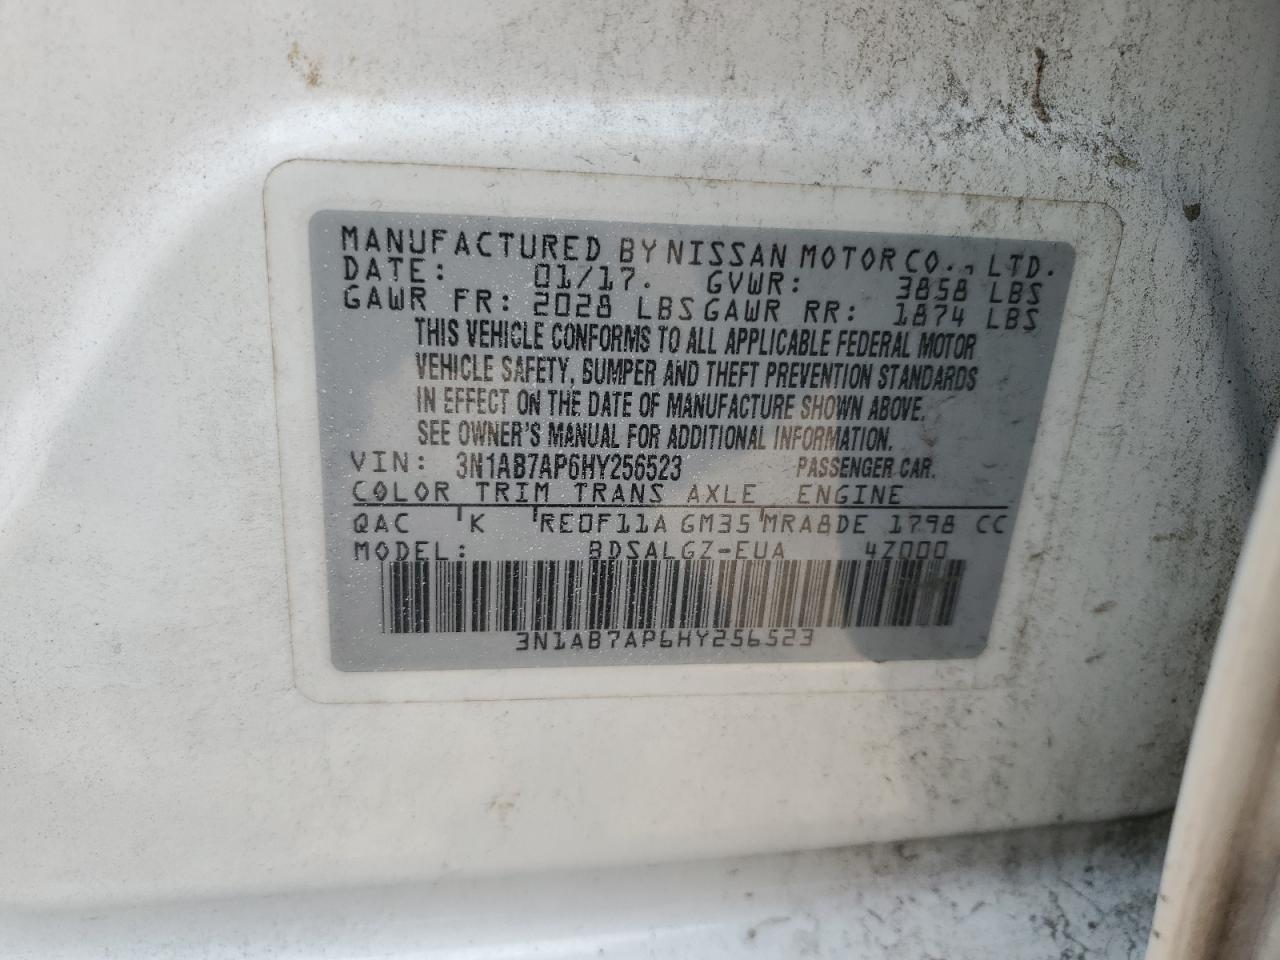 MANUFACTURED BY NISSAN MOTOR CO., LTD.
DATE: 01/17. GVWR: 3858 LBS
GAWR FR: 2028 LBS GAWR RR: 1874 LBS
THIS VEHICLE CONFORMS TO ALL APPLICABLE FEDERAL MOTOR
VEHICLE SAFETY, BUMPER AND THEFT PREVENTION STANDARDS
IN EFFECT ON THE DATE OF MANUFACTURE SHOWN ABOVE.
SEE OWNER'S MANUAL FOR ADDITIONAL INFORMATION.
VIN: 3N1AB7AP6HY256523 PASSENGER CAR.
COLOR TRIM TRANS AXLE ENGINE
QAC K RE0F11A GM35 MRA8DE 1798 CC
MODEL: BDSALGZ-EUA 4Z000
3N1AB7AP6HY256523